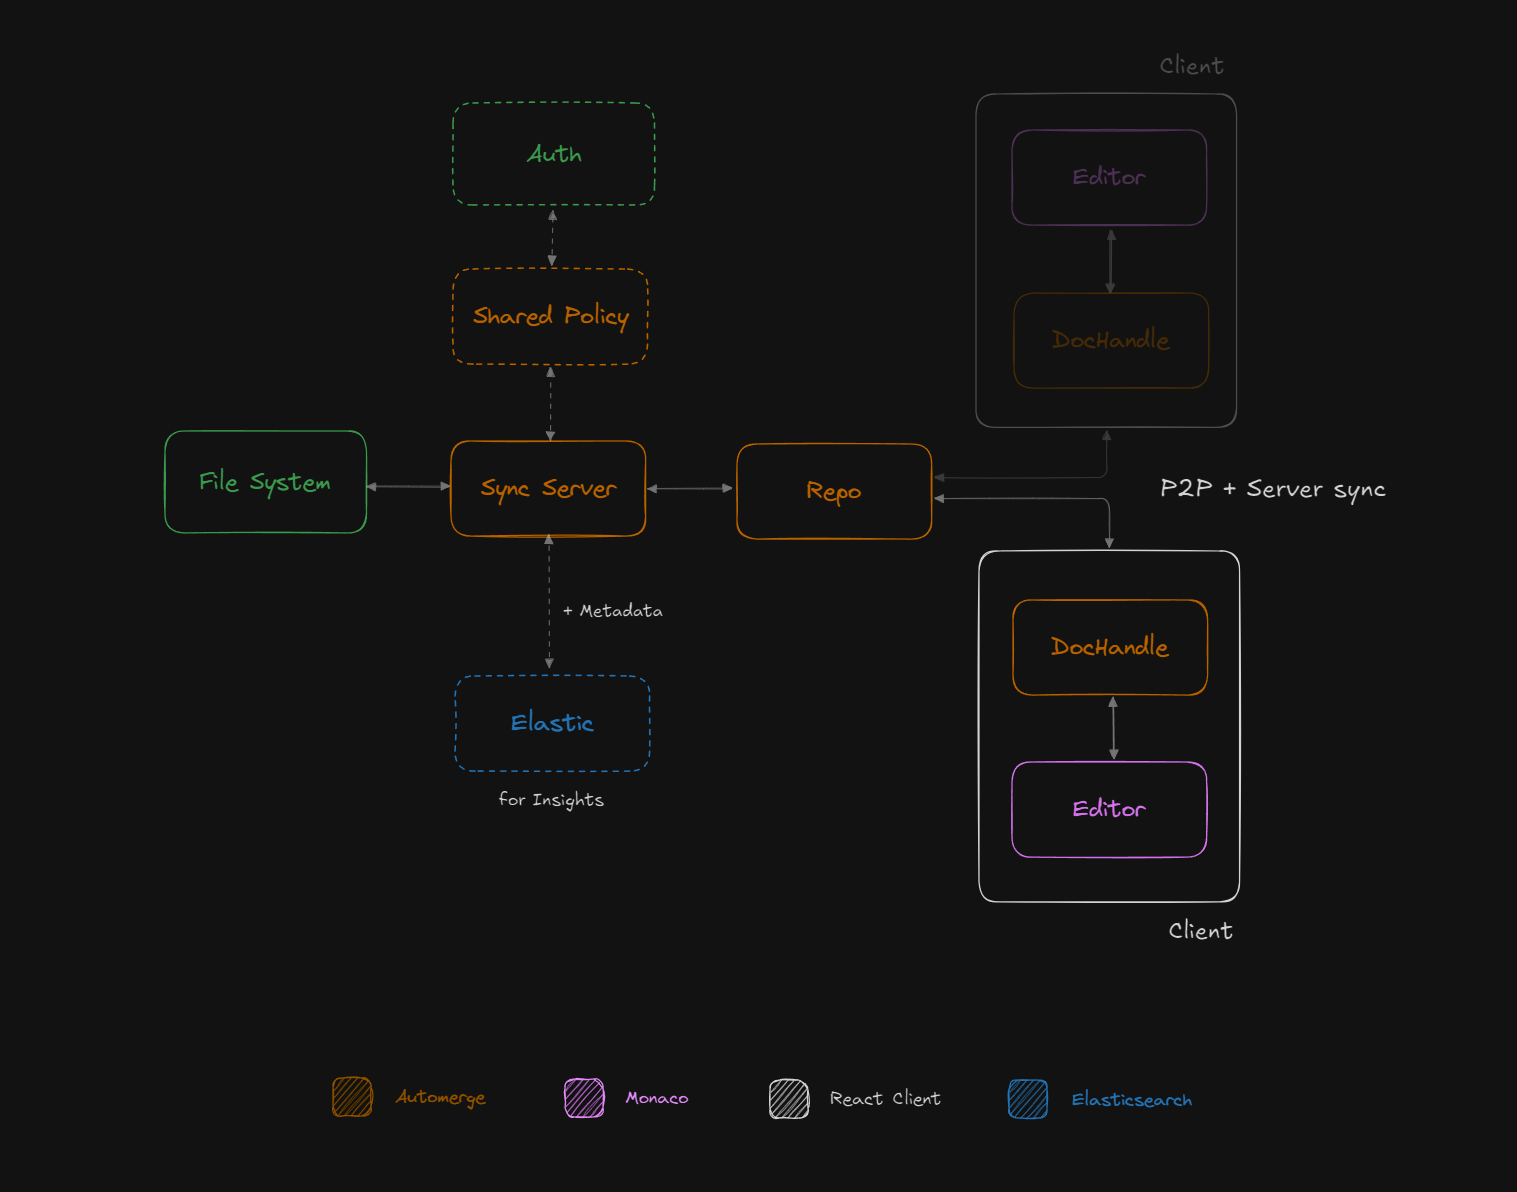 Client
Auth
Editor
Shared Policy
DocHandle
File System
Sync Server
Repo
P2P + Server sync
+ Metadata
DocHandle
Elastic
for Insights
Editor
Client
Automerge
Monaco
React Client
Elasticsearch